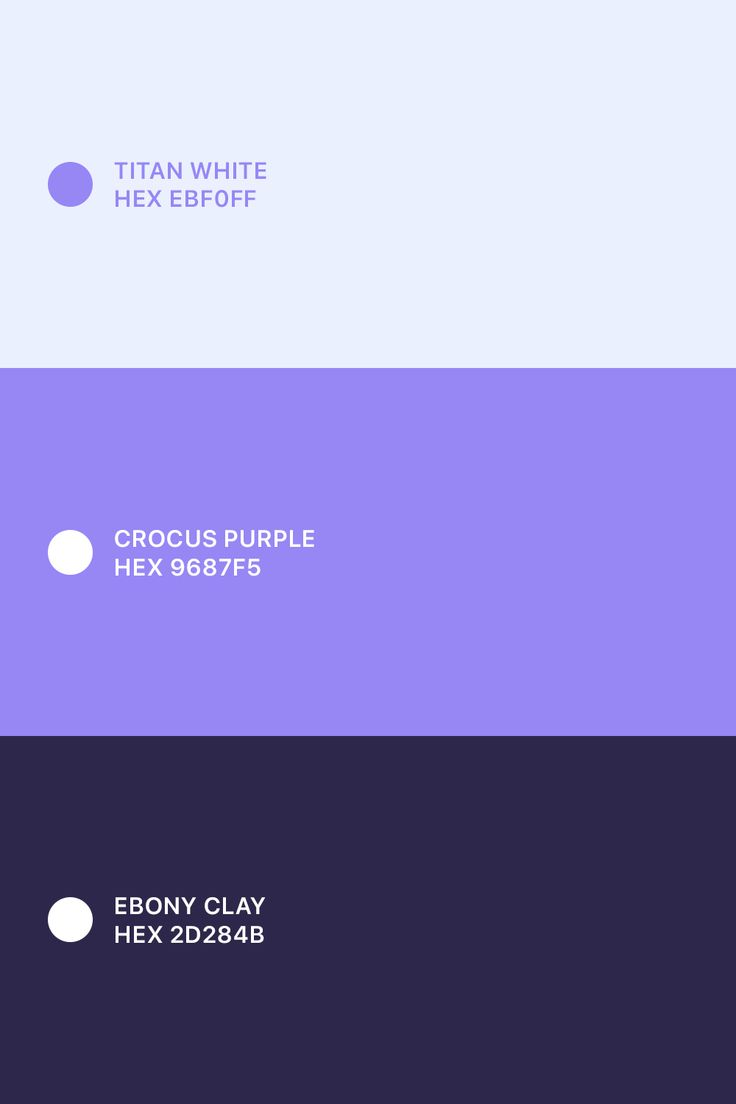 TITAN WHITE
HEX EBF0FF
CROCUS PURPLE
HEX 9687F5
EBONY CLAY
HEX 2D284B